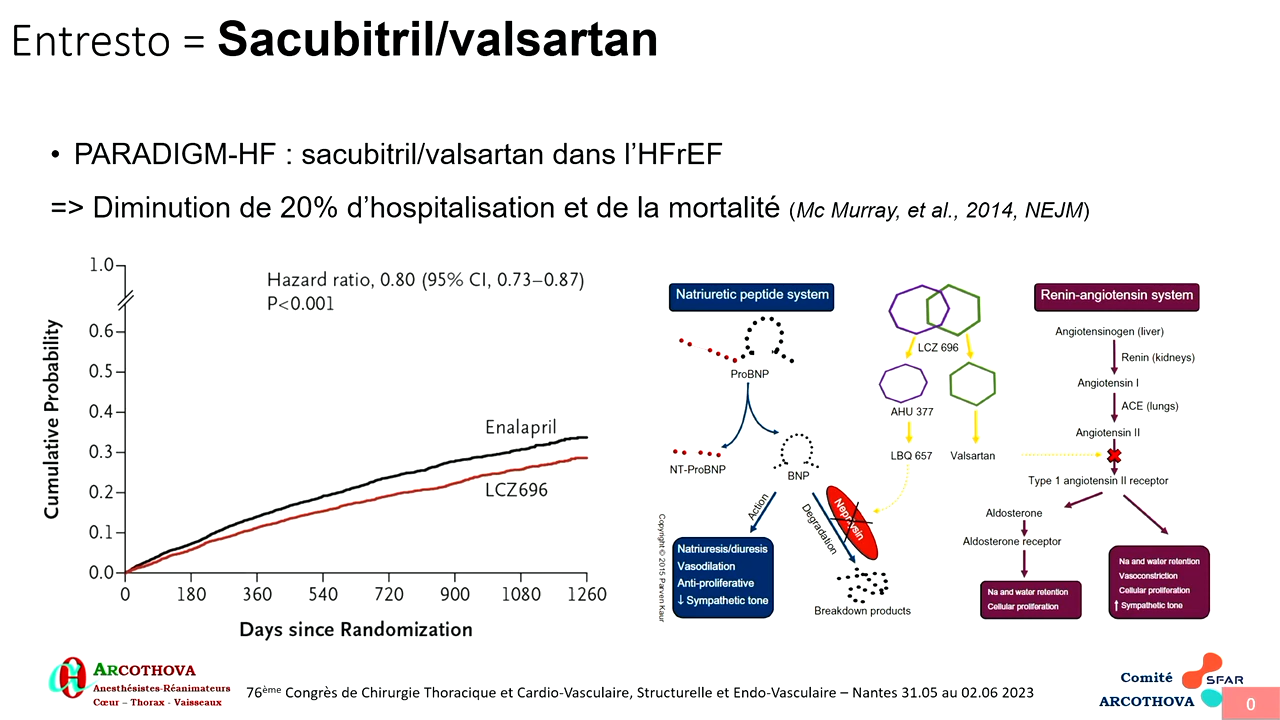 Entresto = Sacubitril/valsartan
• PARADIGM-HF : sacubitril/valsartan dans l’HFrEF
=> Diminution de 20% d’hospitalisation et de la mortalité (Mc Murray, et al., 2014, NEJM)
Hazard ratio, 0.80 (95% CI, 0.73–0.87)
P<0.001
Cumulative Probability
1.0
0.6
0.5
0.4
0.3
0.2
0.1
0.0
Enalapril
LCZ696
0 180 360 540 720 900 1080 1260
Days since Randomization
Natriuretic peptide system
ProBNP
NT-ProBNP
BNP
Action
Degradation
Neprilysin
Natriuresis/diuresis
Vasodilation
Anti-proliferative
↓ Sympathetic tone
Breakdown products
Copyright © 2015 Parven Kaur
LCZ 696
AHU 377
LBQ 657
Valsartan
Renin-angiotensin system
Angiotensinogen (liver)
Renin (kidneys)
Angiotensin I
ACE (lungs)
Angiotensin II
Type 1 angiotensin II receptor
Aldosterone
Aldosterone receptor
Na and water retention
Cellular proliferation
Na and water retention
Vasoconstriction
Cellular proliferation
↑ Sympathetic tone
ARCOTHOVA
Anesthésistes-Réanimateurs
Cœur – Thorax - Vaisseaux
76ème Congrès de Chirurgie Thoracique et Cardio-Vasculaire, Structurelle et Endo-Vasculaire – Nantes 31.05 au 02.06 2023
Comité
ARCOTHOVA
SFAR
0